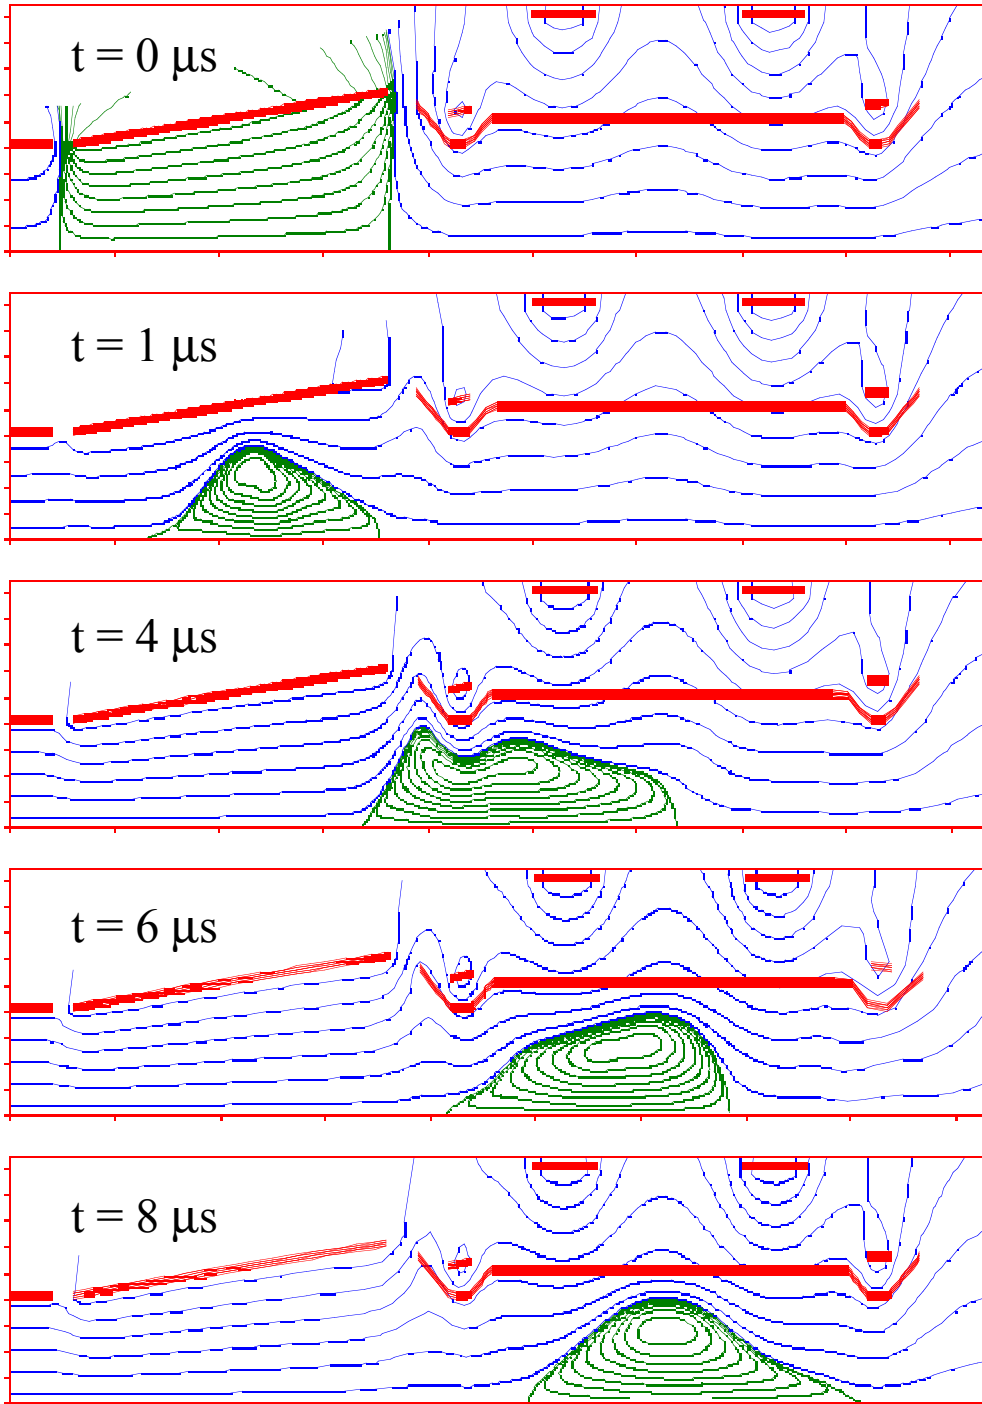 t = 0 μs
t = 1 μs
t = 4 μs
t = 6 μs
t = 8 μs